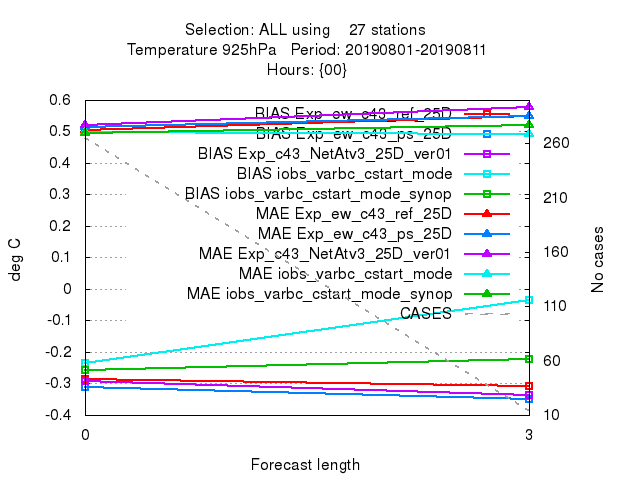 Selection: ALL using 27 stations
Temperature 925hPa Period: 20190801-20190811
Hours: {00}
0.6
0.5
0.4
0.3
0.2
0.1
0
-0.1
-0.2
-0.3
-0.4
deg C
BIAS Exp_ew_c43_ref_25D
BIAS Exp_ew_c43_ps_25D
BIAS Exp_c43_NetAtv3_25D_ver01
BIAS iobs_varbc_cstart_mode
BIAS iobs_varbc_cstart_mode_synop
MAE Exp_ew_c43_ref_25D
MAE Exp_ew_c43_ps_25D
MAE Exp_c43_NetAtv3_25D_ver01
MAE iobs_varbc_cstart_mode
MAE iobs_varbc_cstart_mode_synop
CASES
260
210
160
110
60
10
No cases
0 3
Forecast length